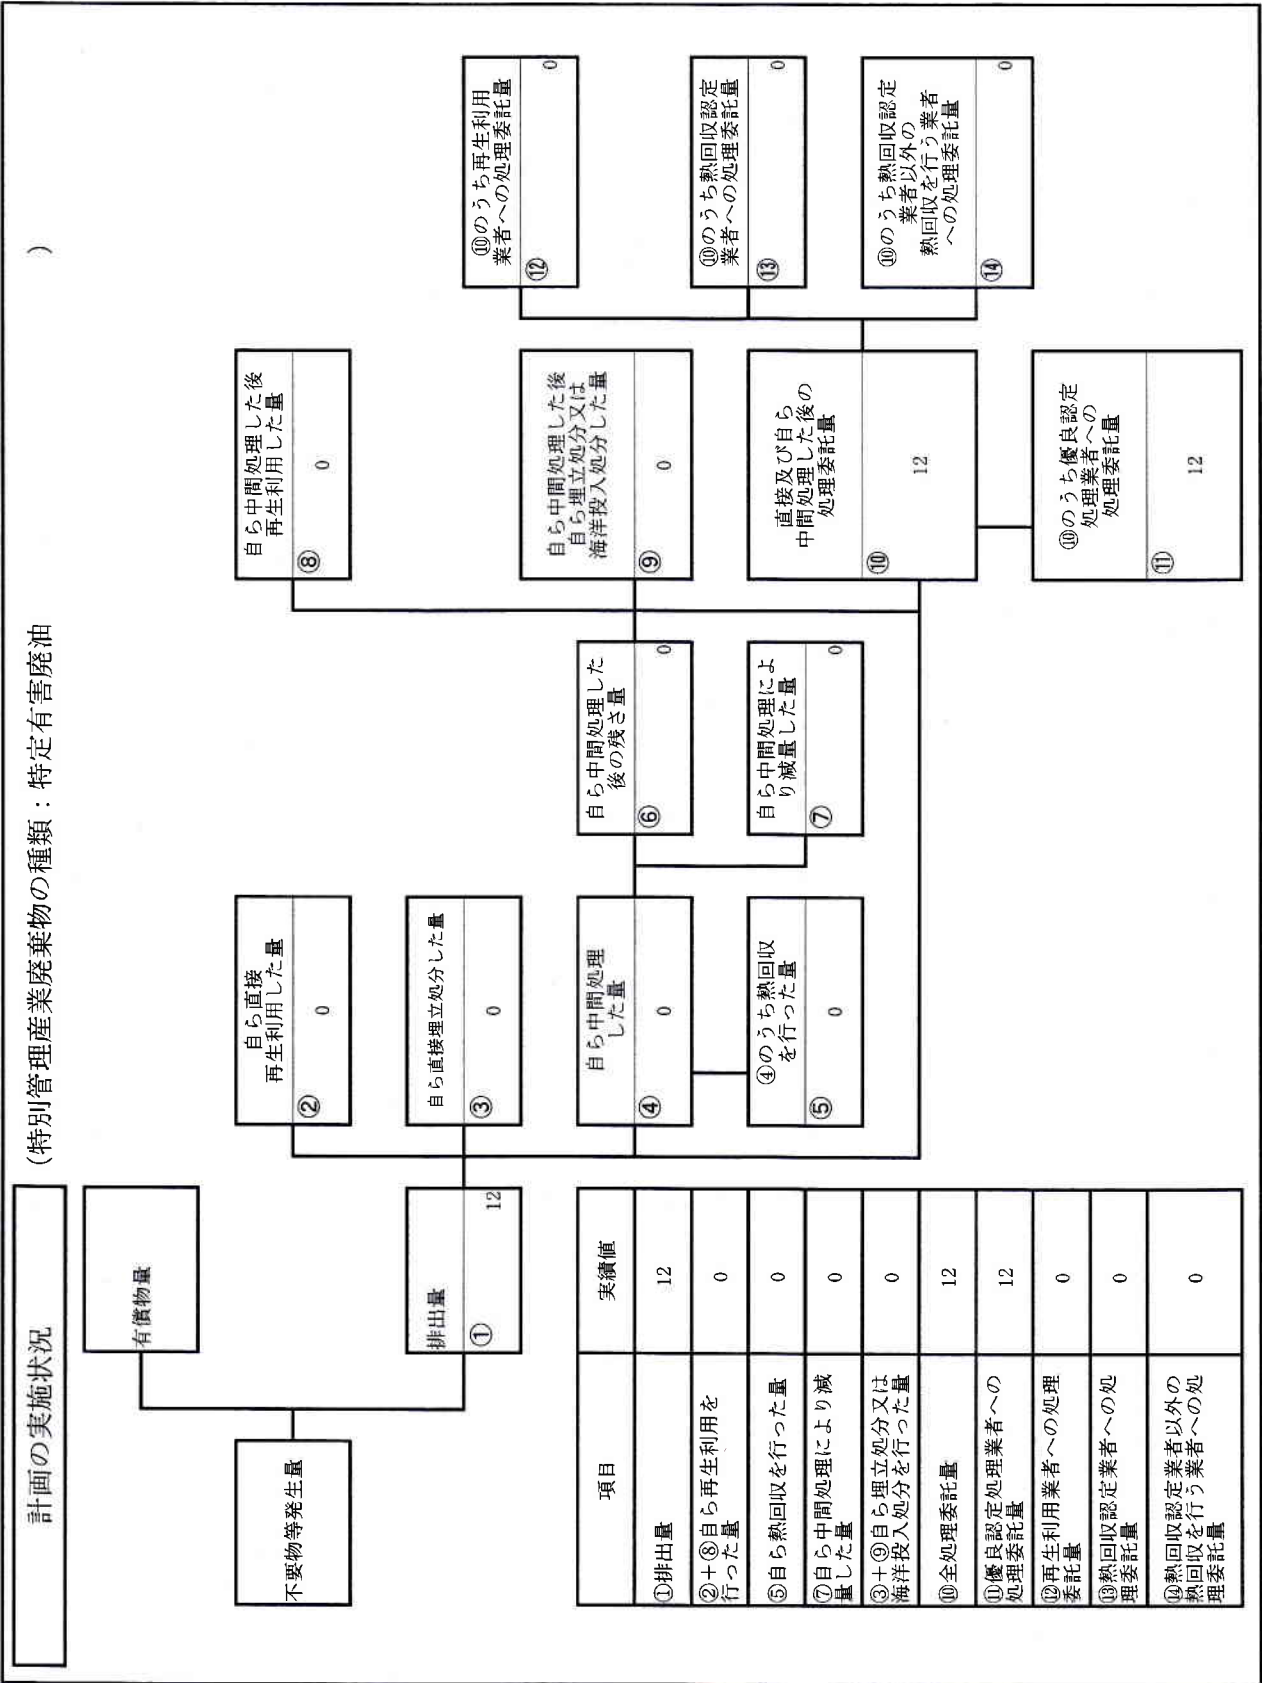 計画の実施状況
(特別管理産業廃棄物の種類:特定有害廃油
)
不要物等発生量
有償物量
排出量
①
12
自ら直接
再生利用した量
②
0
自ら直接埋立処分した量
③
0
自ら中間処理
した量
④
0
④のうち熱回収
を行った量
⑤
0
自ら中間処理した
後の残さ量
⑥
0
自ら中間処理によ
り減量した量
⑦
0
自ら中間処理した後
再生利用した量
⑧
0
自ら中間処理した後
自ら埋立処分又は
海洋投入処分した量
⑨
0
直接及び自ら
中間処理した後の
処理委託量
⑩
12
⑩のうち優良認定
処理業者への
処理委託量
⑪
12
⑩のうち再生利用
業者への処理委託量
⑫
0
⑩のうち熱回収認定
業者への処理委託量
⑬
0
⑩のうち熱回収認定
業者以外の
熱回収を行う業者
への処理委託量
⑭
0
項目
実績値
①排出量
12
②+⑧自ら再生利用を
行った量
0
⑤自ら熱回収を行った量
0
⑦自ら中間処理により減
量した量
0
③+⑨自ら埋立処分又は
海洋投入処分を行った量
0
⑩全処理委託量
12
⑪優良認定処理業者への
処理委託量
12
⑫再生利用業者への処理
委託量
0
⑬熱回収認定業者への処
理委託量
0
⑭熱回収認定業者以外の
熱回収を行う業者への処
理委託量
0